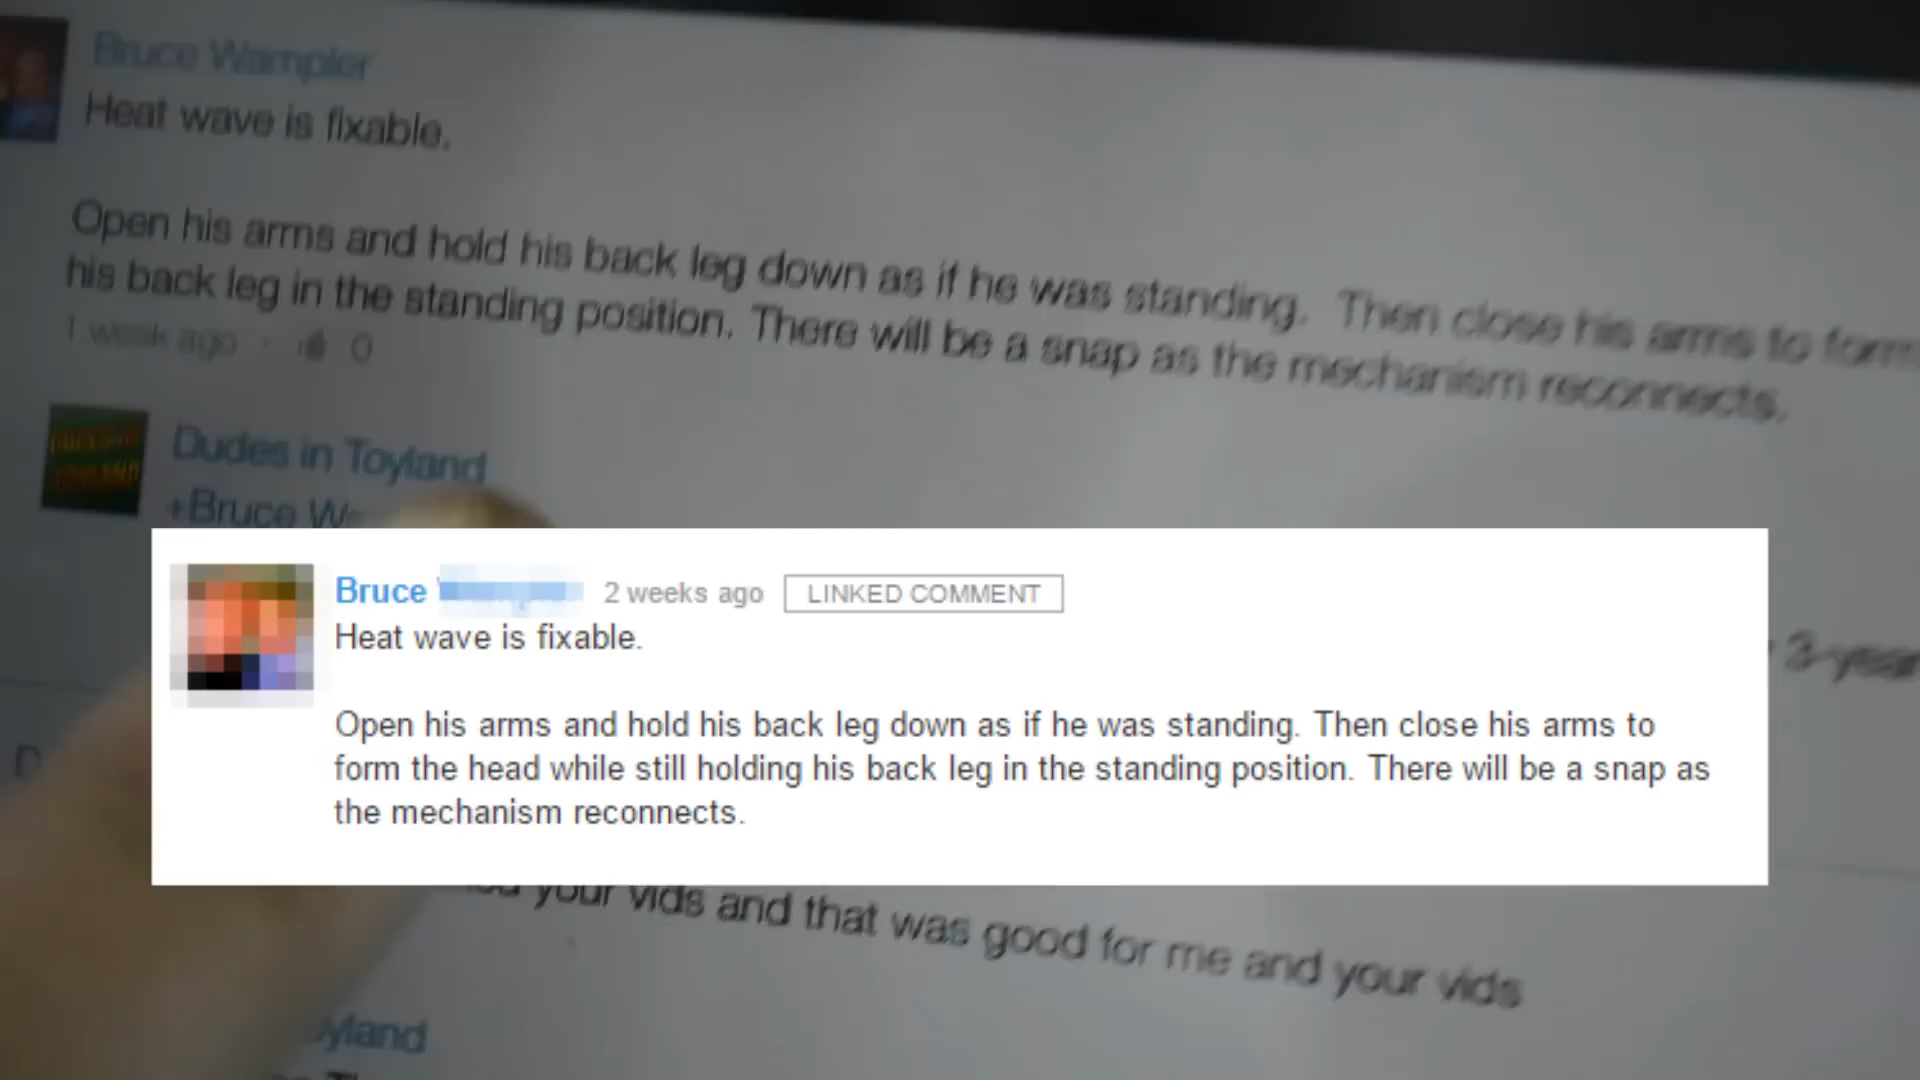 Bruce Wampler
Heat wave is fixable.
Open his arms and hold his back leg down as if he was standing. Then close his arms to form
his back leg in the standing position. There will be a snap as the mechanism reconnects.
1 week ago · 0
Dudes in Toyland
+Bruce
Bruce 2 weeks ago LINKED COMMENT
Heat wave is fixable.
Open his arms and hold his back leg down as if he was standing. Then close his arms to
form the head while still holding his back leg in the standing position. There will be a snap as
the mechanism reconnects.
your vids and that was good for me and your vids